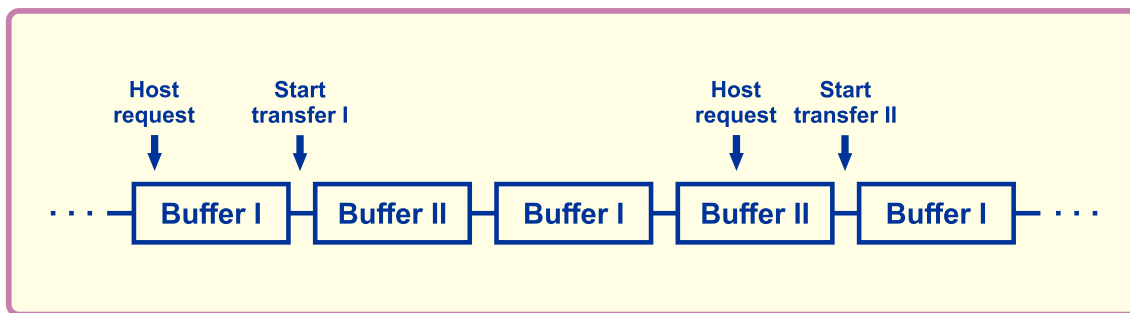 Host
request
Start
transfer I
Host
request
Start
transfer II
. . . . Buffer I Buffer II Buffer I Buffer II Buffer I . . . .